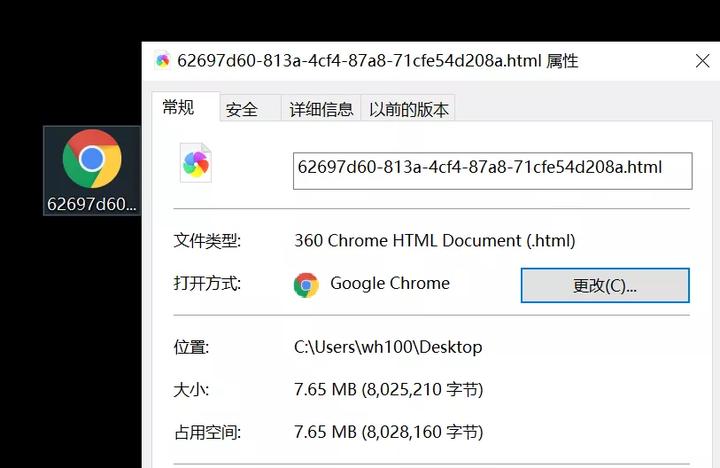 62697d60-813a-4cf4-87a8-71cfe54d208a.html 属性
常规 安全 详细信息 以前的版本
62697d60...
62697d60-813a-4cf4-87a8-71cfe54d208a.html
文件类型: 360 Chrome HTML Document (.html)
打开方式: Google Chrome 更改(C)...
位置: C:\Users\wh100\Desktop
大小: 7.65 MB (8,025,210 字节)
占用空间: 7.65 MB (8,028,160 字节)